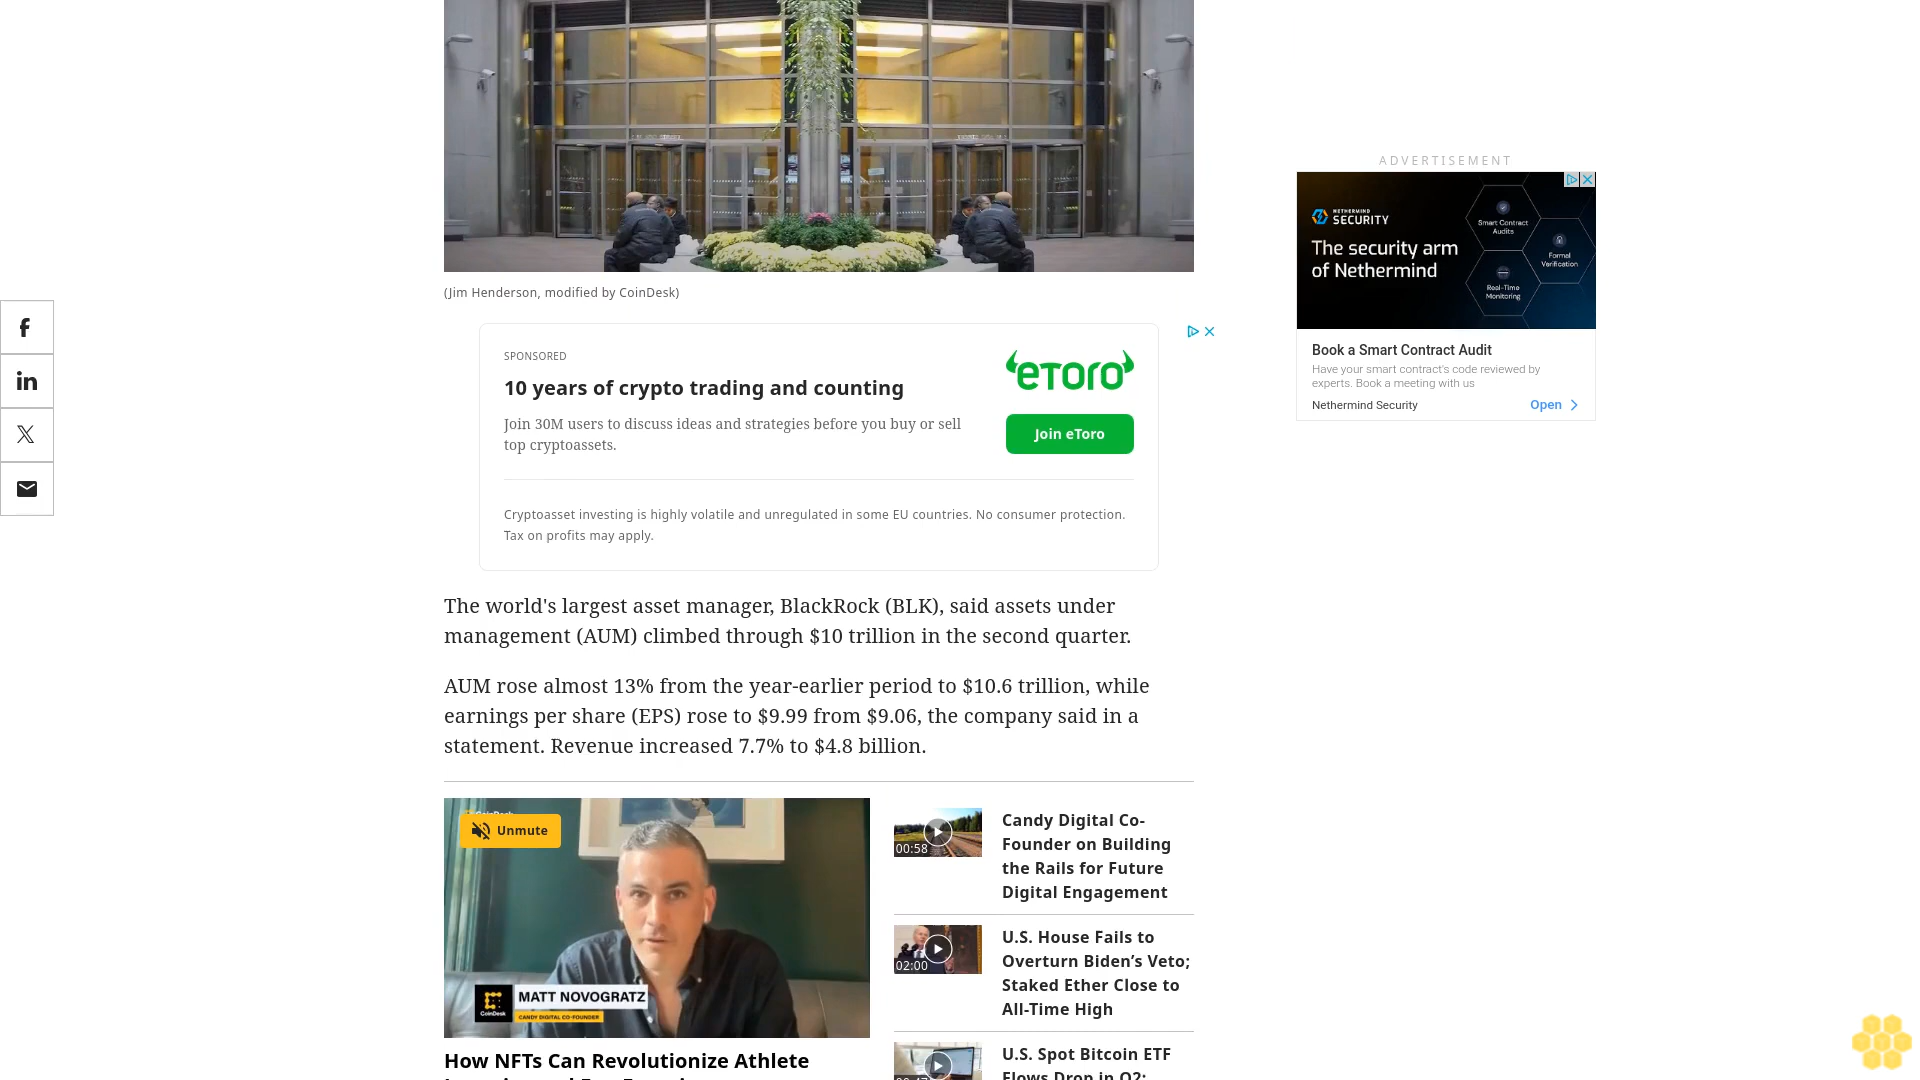 (Jim Henderson, modified by CoinDesk)
SPONSORED
10 years of crypto trading and counting
Join 30M users to discuss ideas and strategies before you buy or sell
top cryptoassets.
eToro
Join eToro
Cryptoasset investing is highly volatile and unregulated in some EU countries. No consumer protection.
Tax on profits may apply.
The world's largest asset manager, BlackRock (BLK), said assets under
management (AUM) climbed through $10 trillion in the second quarter.
AUM rose almost 13% from the year-earlier period to $10.6 trillion, while
earnings per share (EPS) rose to $9.99 from $9.06, the company said in a
statement. Revenue increased 7.7% to $4.8 billion.
Unmute
CoinDesk
MATT NOVOGRATZ
CANDY DIGITAL CO-FOUNDER
How NFTs Can Revolutionize Athlete
00:58
Candy Digital Co-
Founder on Building
the Rails for Future
Digital Engagement
02:00
U.S. House Fails to
Overturn Biden’s Veto;
Staked Ether Close to
All-Time High
U.S. Spot Bitcoin ETF
Flows Drop in Q2;
ADVERTISEMENT
NETHERMIND
SECURITY
The security arm
of Nethermind
Smart Contract
Audits
Formal
Verification
Real-Time
Monitoring
Book a Smart Contract Audit
Have your smart contract's code reviewed by
experts. Book a meeting with us
Nethermind Security
Open